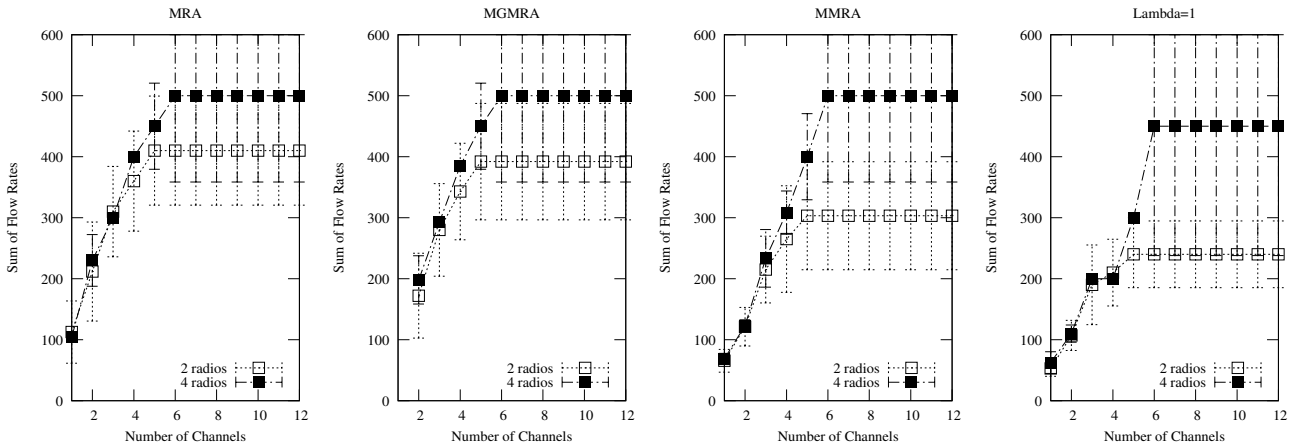 MRA
600
500
400
300
200
100
0
Sum of Flow Rates
2 radios
4 radios
2 4 6 8 10 12
Number of Channels
MGMRA
600
500
400
300
200
100
0
Sum of Flow Rates
2 radios
4 radios
2 4 6 8 10 12
Number of Channels
MMRA
600
500
400
300
200
100
0
Sum of Flow Rates
2 radios
4 radios
2 4 6 8 10 12
Number of Channels
Lambda=1
600
500
400
300
200
100
0
Sum of Flow Rates
2 radios
4 radios
2 4 6 8 10 12
Number of Channels